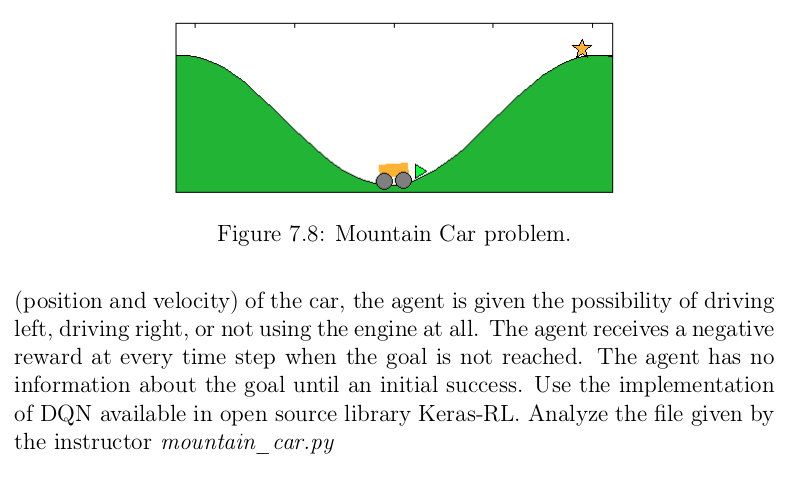 Figure 7.8: Mountain Car problem.
(position and velocity) of the car, the agent is given the possibility of driving
left, driving right, or not using the engine at all. The agent receives a negative
reward at every time step when the goal is not reached. The agent has no
information about the goal until an initial success. Use the implementation
of DQN available in open source library Keras-RL. Analyze the file given by
the instructor mountain_car.py